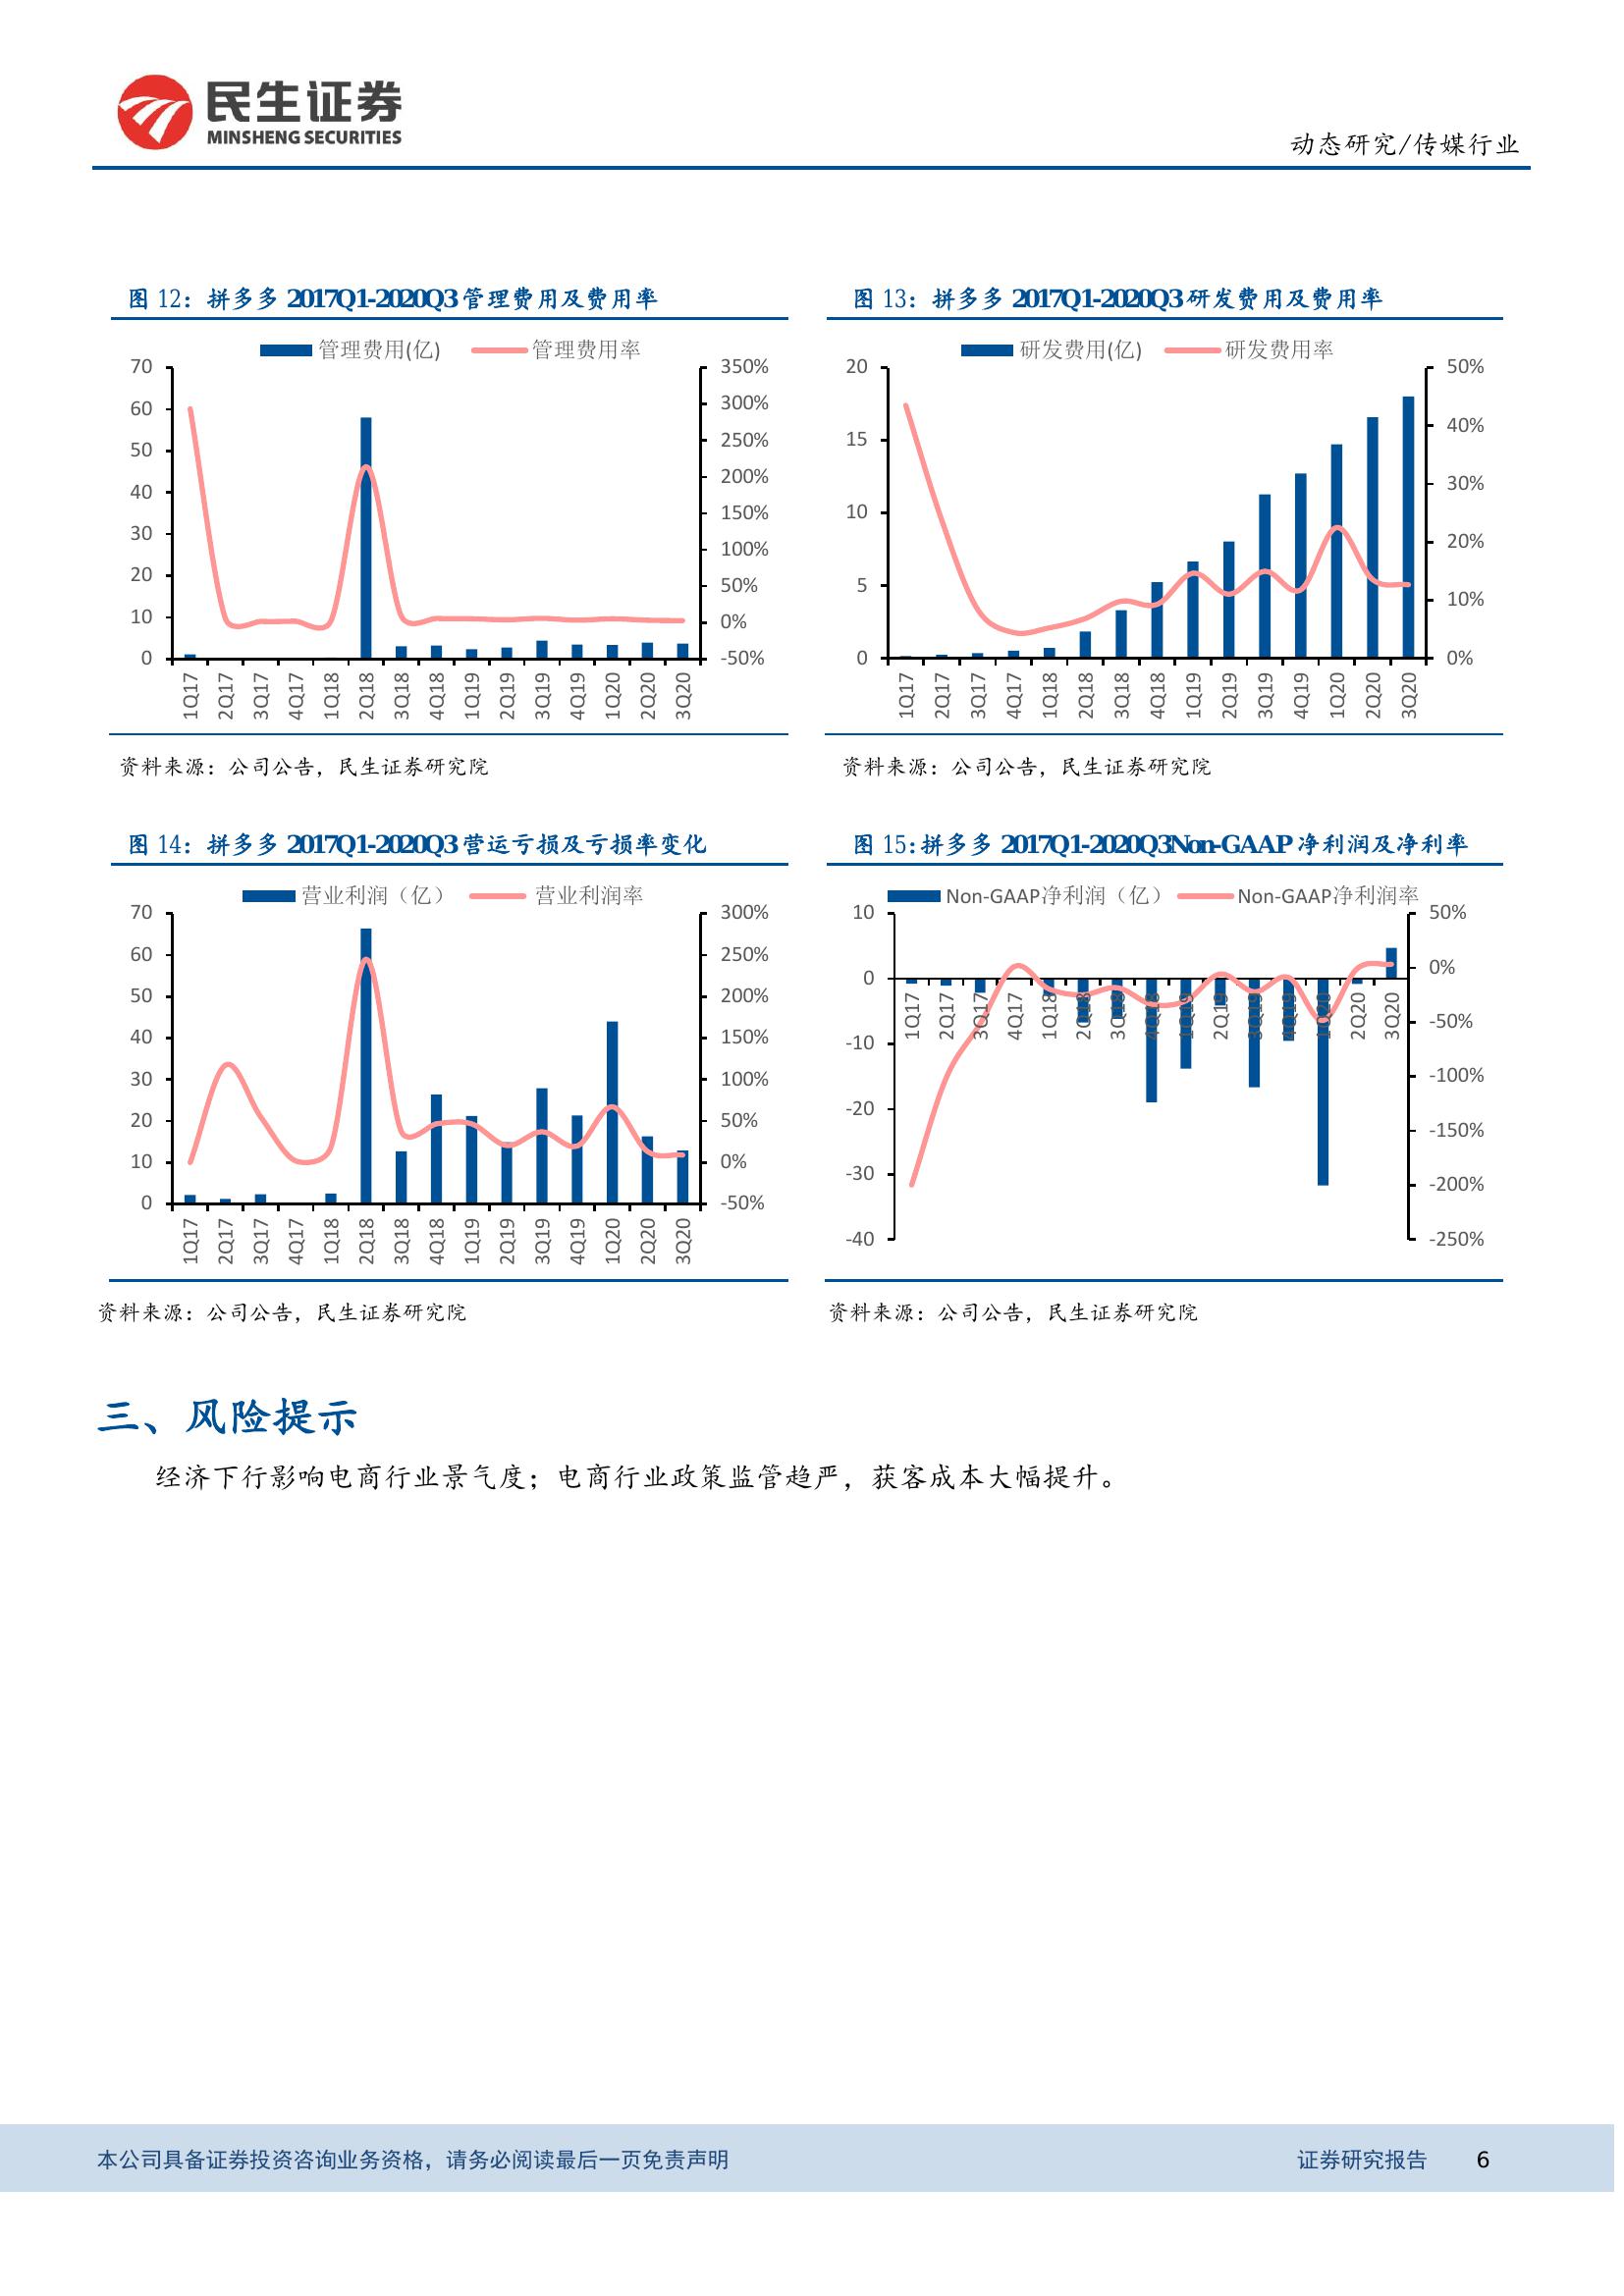 民生证券
MINSHENG SECURITIES
动态研究/传媒行业
图 12：拼多多 2017Q1-2020Q3 管理费用及费用率
管理费用(亿) 管理费用率
70
60
50
40
30
20
10
0
350%
300%
250%
200%
150%
100%
50%
0%
-50%
1Q17 2Q17 3Q17 4Q17 1Q18 2Q18 3Q18 4Q18 1Q19 2Q19 3Q19 4Q19 1Q20 2Q20 3Q20
资料来源：公司公告，民生证券研究院
图 13：拼多多 2017Q1-2020Q3 研发费用及费用率
研发费用(亿) 研发费用率
20
15
10
5
0
50%
40%
30%
20%
10%
0%
1Q17 2Q17 3Q17 4Q17 1Q18 2Q18 3Q18 4Q18 1Q19 2Q19 3Q19 4Q19 1Q20 2Q20 3Q20
资料来源：公司公告，民生证券研究院
图 14：拼多多 2017Q1-2020Q3 营运亏损及亏损率变化
营业利润（亿） 营业利润率
70
60
50
40
30
20
10
0
300%
250%
200%
150%
100%
50%
0%
-50%
1Q17 2Q17 3Q17 4Q17 1Q18 2Q18 3Q18 4Q18 1Q19 2Q19 3Q19 4Q19 1Q20 2Q20 3Q20
资料来源：公司公告，民生证券研究院
图 15：拼多多 2017Q1-2020Q3Non-GAAP 净利润及净利率
Non-GAAP净利润（亿） Non-GAAP净利润率
10
0
-10
-20
-30
-40
50%
0%
-50%
-100%
-150%
-200%
-250%
1Q17 2Q17 3Q17 4Q17 1Q18 2Q18 3Q18 4Q18 1Q19 2Q19 3Q19 4Q19 1Q20 2Q20 3Q20
资料来源：公司公告，民生证券研究院
三、风险提示
经济下行影响电商行业景气度；电商行业政策监管趋严，获客成本大幅提升。
本公司具备证券投资咨询业务资格，请务必阅读最后一页免责声明 证券研究报告 6